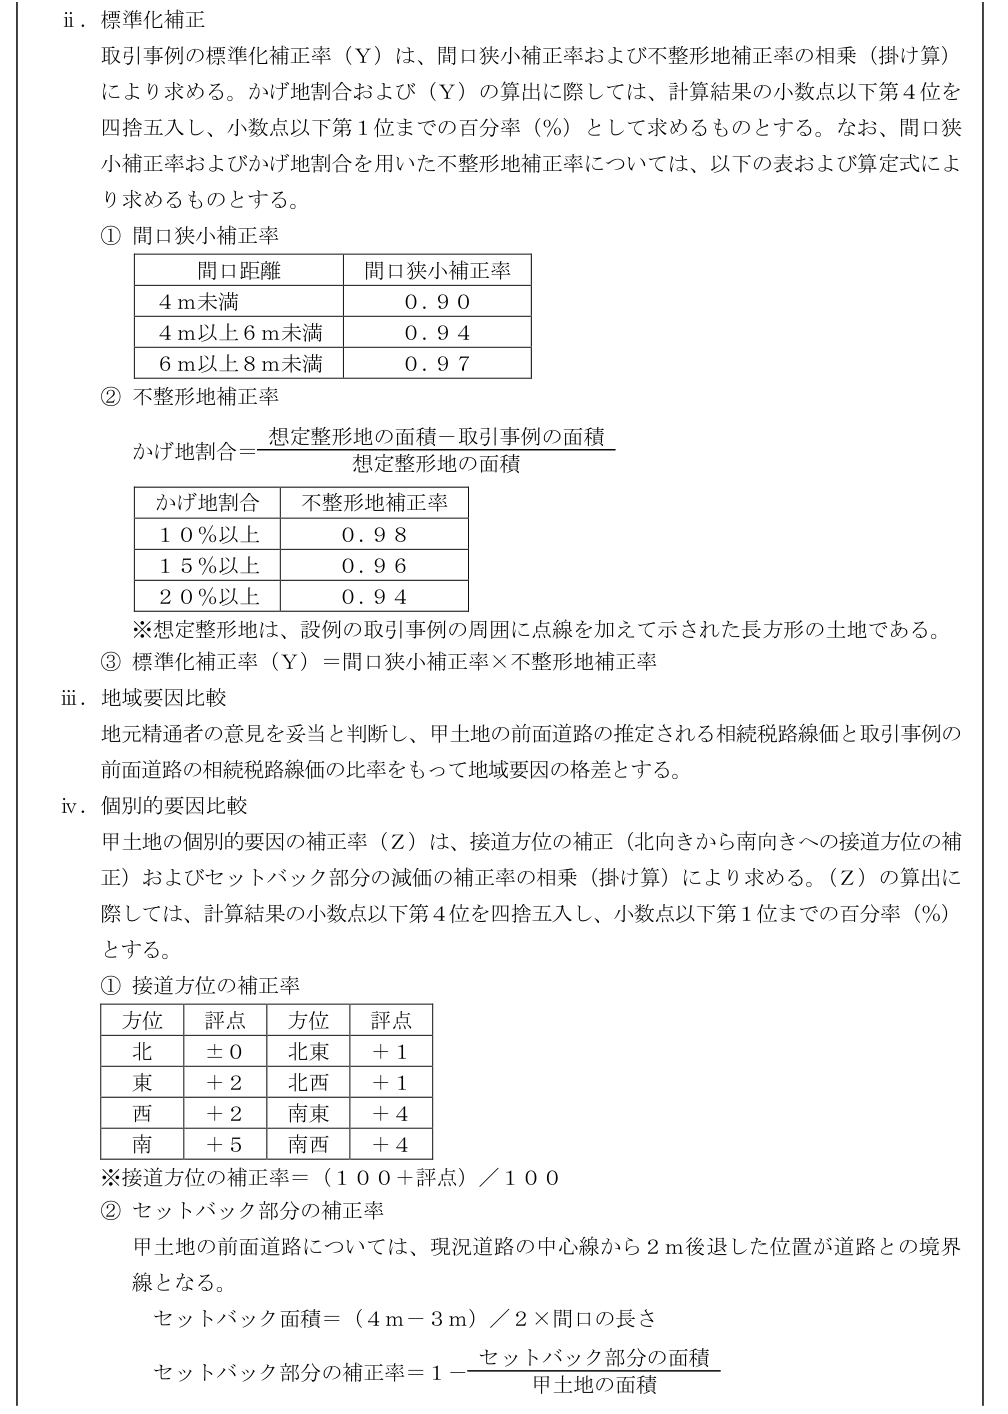 ⅱ．標準化補正
取引事例の標準化補正率（Ｙ）は、間口狭小補正率および不整形地補正率の相乗（掛け算）
により求める。かげ地割合および（Ｙ）の算出に際しては、計算結果の小数点以下第４位を
四捨五入し、小数点以下第１位までの百分率（％）として求めるものとする。なお、間口狭
小補正率およびかげ地割合を用いた不整形地補正率については、以下の表および算定式によ
り求めるものとする。
① 間口狭小補正率
間口距離 間口狭小補正率
４ｍ未満 ０．９０
４ｍ以上６ｍ未満 ０．９４
６ｍ以上８ｍ未満 ０．９７
② 不整形地補正率
想定整形地の面積－取引事例の面積
かげ地割合＝
想定整形地の面積
かげ地割合 不整形地補正率
１０％以上 ０．９８
１５％以上 ０．９６
２０％以上 ０．９４
※想定整形地は、設例の取引事例の周囲に点線を加えて示された長方形の土地である。
③ 標準化補正率（Ｙ）＝間口狭小補正率×不整形地補正率
ⅲ．地域要因比較
地元精通者の意見を妥当と判断し、甲土地の前面道路の推定される相続税路線価と取引事例の
前面道路の相続税路線価の比率をもって地域要因の格差とする。
ⅳ．個別的要因比較
甲土地の個別的要因の補正率（Ｚ）は、接道方位の補正（北向きから南向きへの接道方位の補
正）およびセットバック部分の減価の補正率の相乗（掛け算）により求める。（Ｚ）の算出に
際しては、計算結果の小数点以下第４位を四捨五入し、小数点以下第１位までの百分率（％）
とする。
① 接道方位の補正率
方位 評点 方位 評点
北 ±０ 北東 ＋１
東 ＋２ 北西 ＋１
西 ＋２ 南東 ＋４
南 ＋５ 南西 ＋４
※接道方位の補正率＝（１００＋評点）／１００
② セットバック部分の補正率
甲土地の前面道路については、現況道路の中心線から２ｍ後退した位置が道路との境界
線となる。
セットバック面積＝（４ｍ－３ｍ）／２×間口の長さ
セットバック部分の面積
セットバック部分の補正率＝１－
甲土地の面積